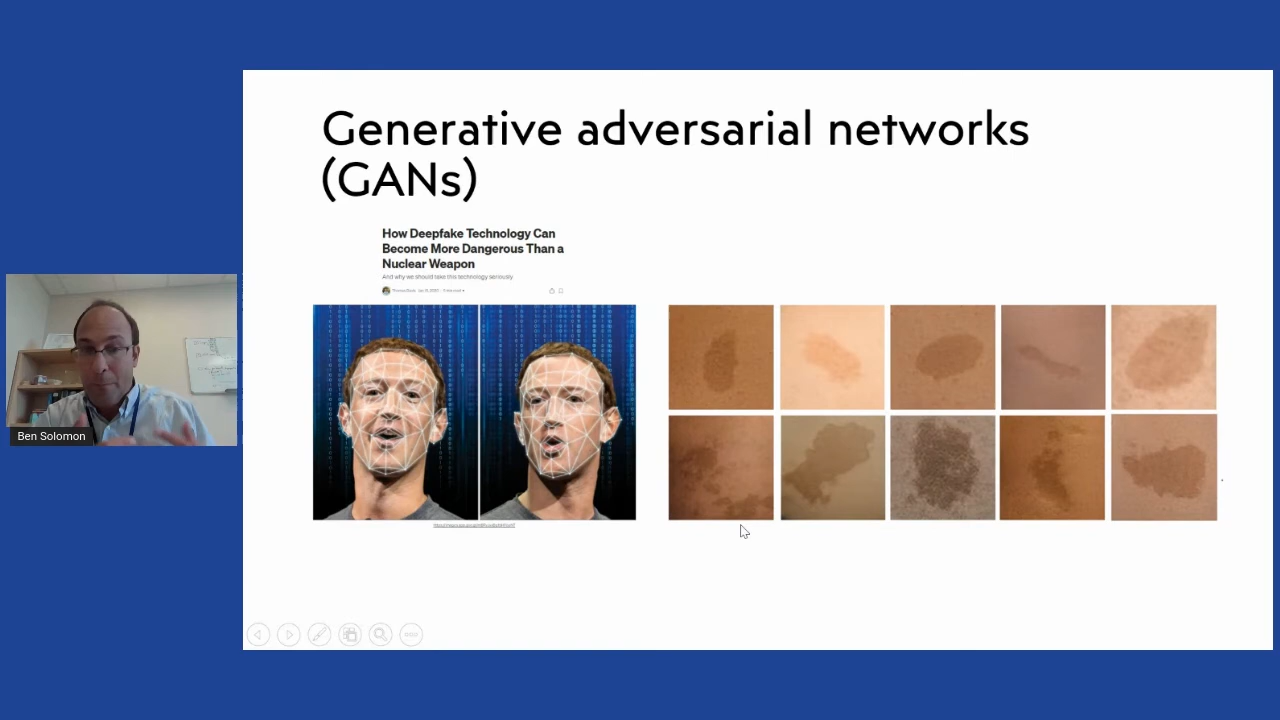 Generative adversarial networks
(GANs)
How Deepfake Technology Can
Become More Dangerous Than a
Nuclear Weapon
And why we should take this technology seriously
Ben Solomon